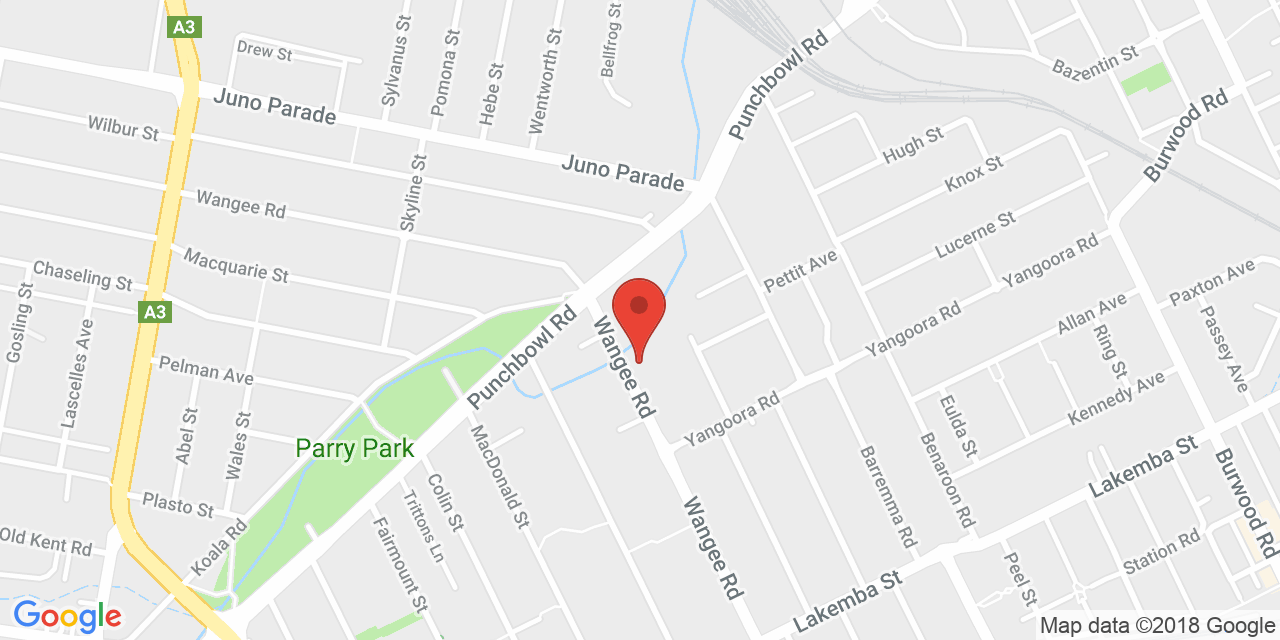 A3
Drew St
Sylvanus St
Pomona St
Hebe St
Wentworth St
Bellfrog St
Punchbowl Rd
Bazentin St
Burwood Rd
Juno Parade
Wilbur St
Juno Parade
Hugh St
Knox St
Skyline St
Wangee Rd
Lucerne St
Yangoora Rd
Pettit Ave
Macquarie St
Chaseling St
Paxton Ave
Gosling St
A3
Lascelles Ave
Wangee Rd
Punchbowl Rd
Yangoora Rd
Allan Ave
Ring St
Passey Ave
Pelman Ave
Abel St
Wales St
Kennedy Ave
Eulda St
Yangoora Rd
Parry Park
MacDonald St
Barremma Rd
Benaroon Rd
Lakemba St
Burwood Rd
Plasto St
Colin St
Trittons Ln
Fairmount St
Wangee Rd
Old Kent Rd
Koala Rd
Station Rd
Peel St
Lakemba St
Google
Map data ©2018 Google